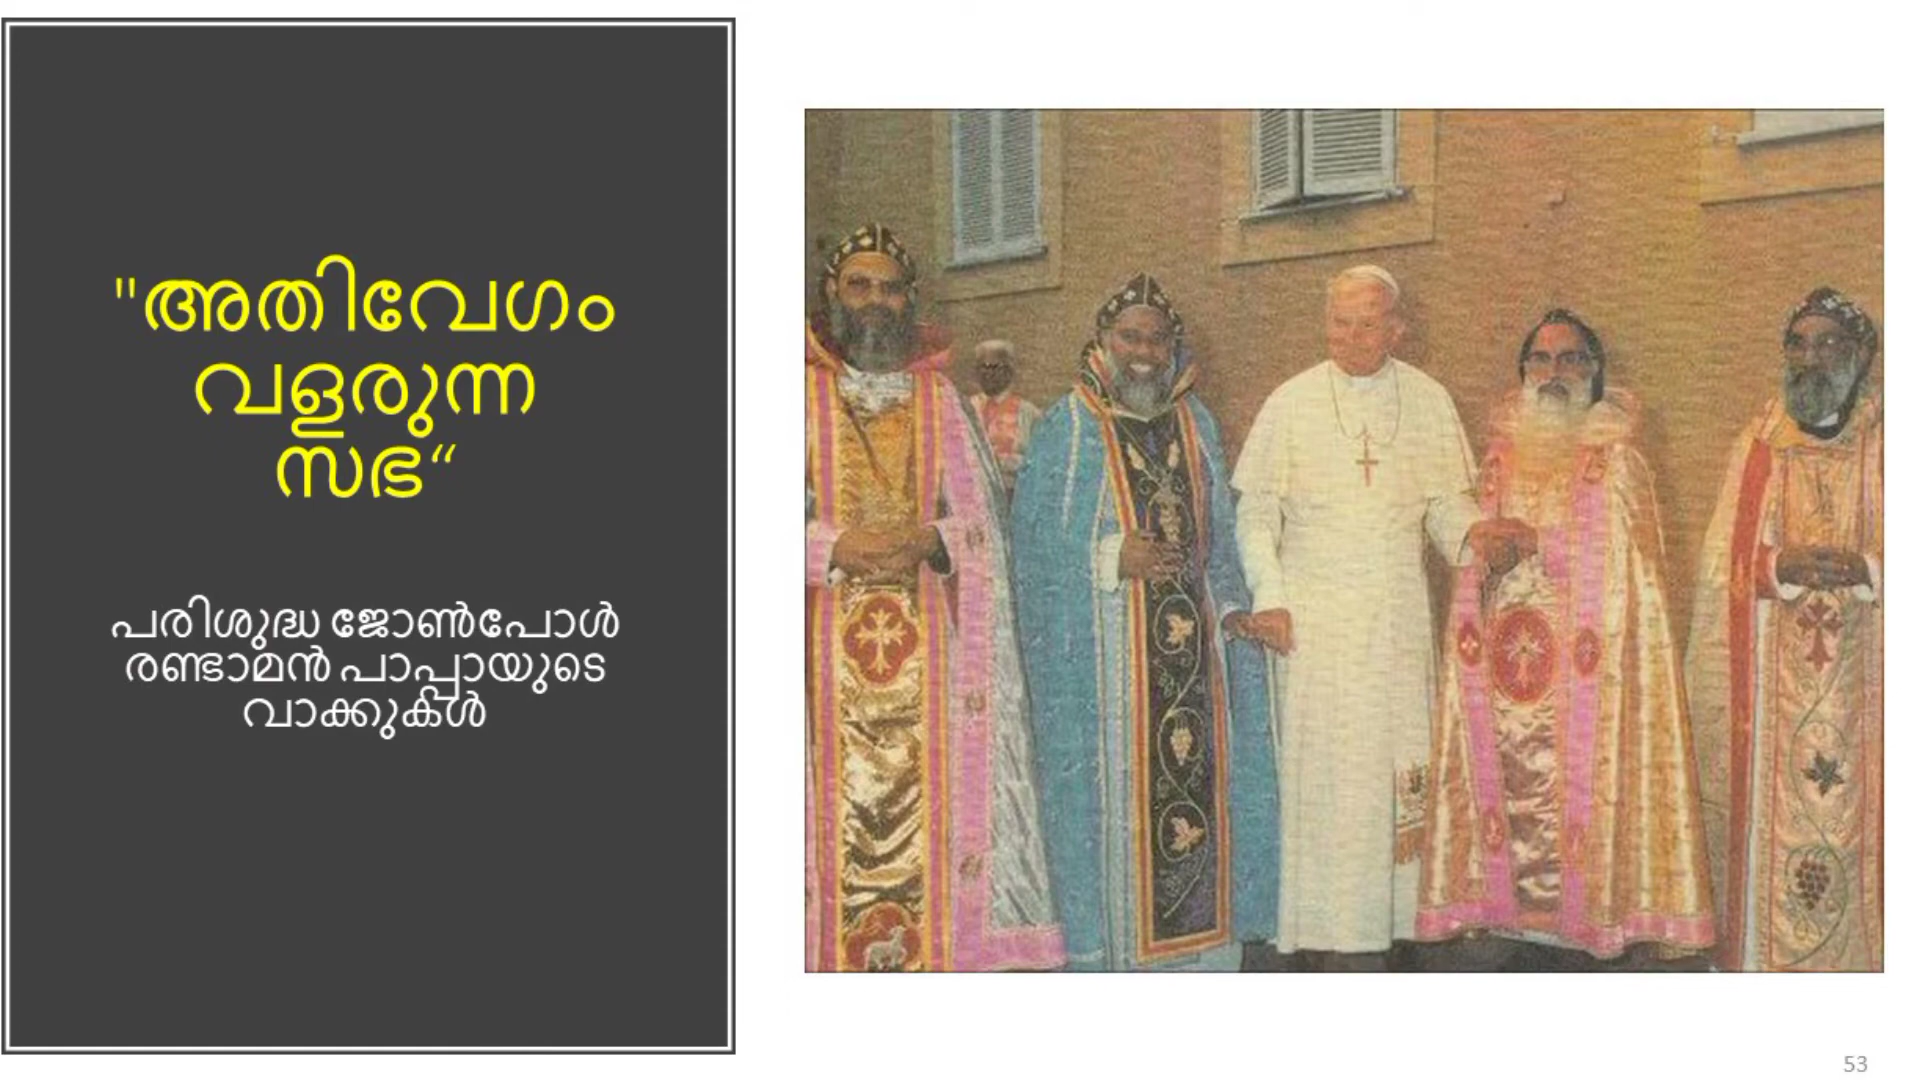 "അതിവേഗം
വളരുന്ന
സഭ“
പരിശുദ്ധ ജോൺപോൾ
രണ്ടാമൻ പാപ്പായുടെ
വാക്കുകൾ
53